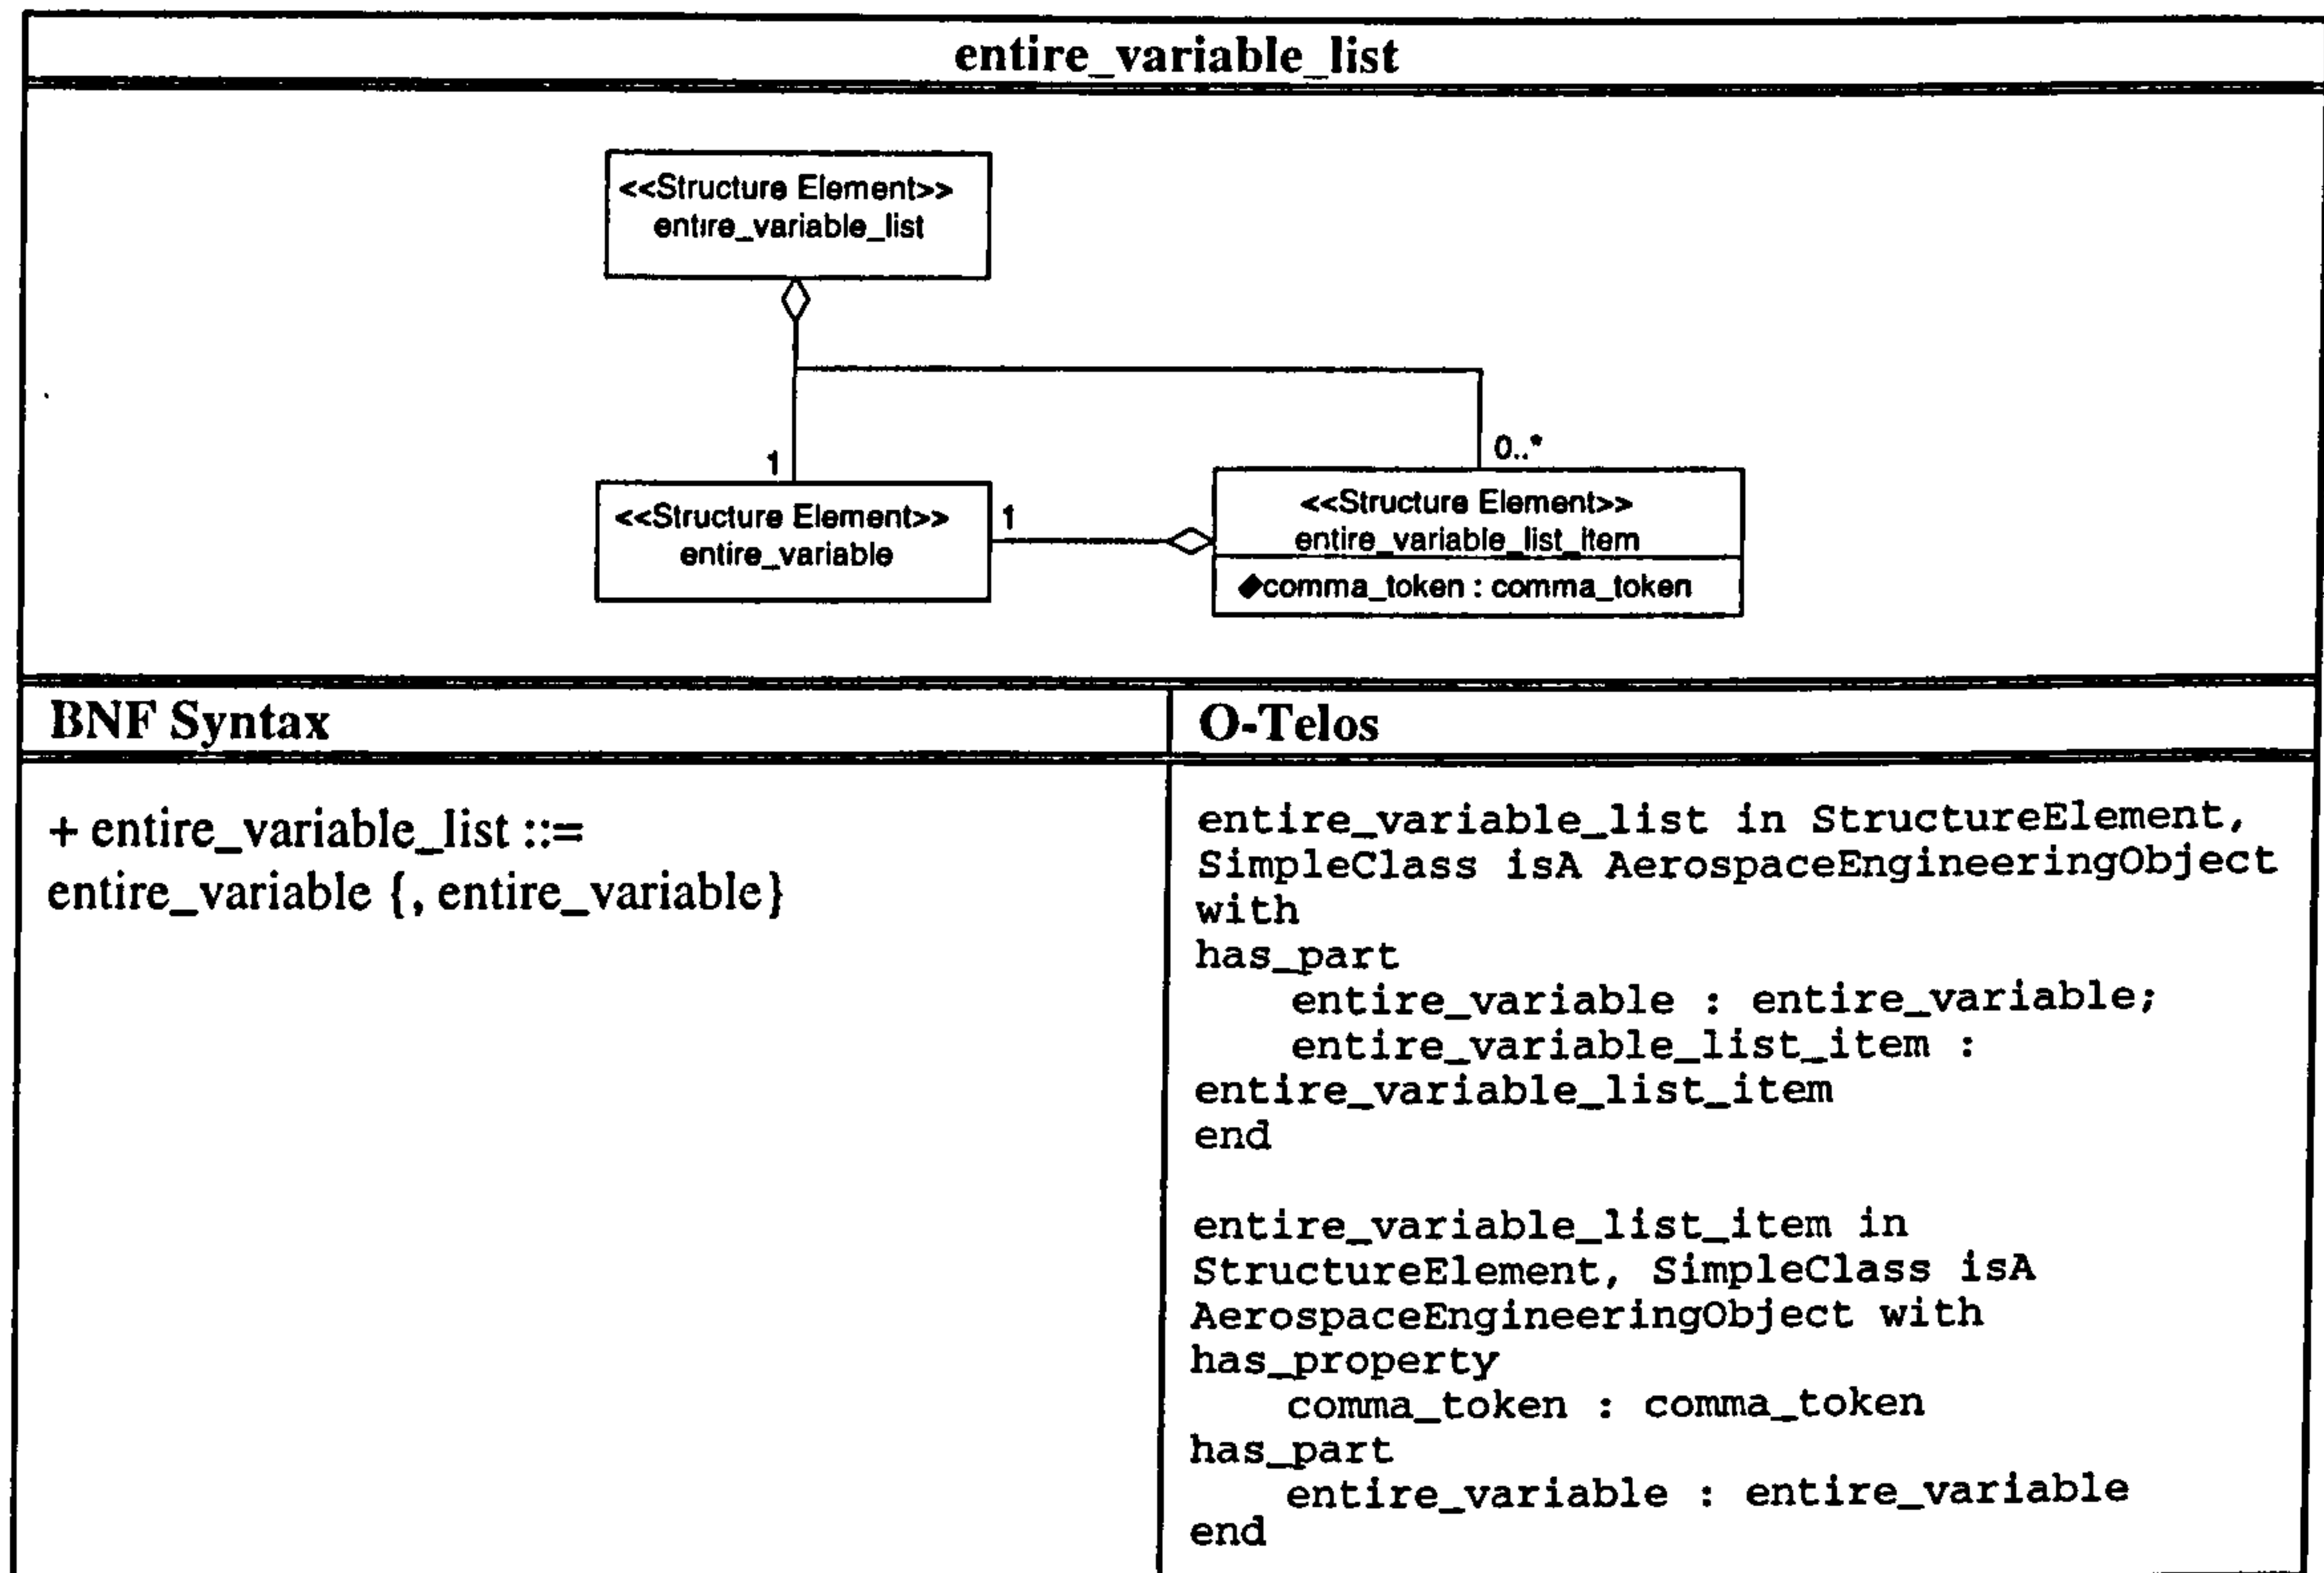 entire_variable_list
<<Structure Element>>
entire_variable_list
1
0..*
<<Structure Element>>
entire_variable
1
<<Structure Element>>
entire_variable_list_item
◆comma_token : comma_token
BNF Syntax
+ entire_variable_list ::=
entire_variable {, entire_variable}
O-Telos
entire_variable_list in StructureElement,
SimpleClass isA AerospaceEngineeringObject
with
has_part
entire_variable : entire_variable;
entire_variable_list_item :
entire_variable_list_item
end
entire_variable_list_item in
StructureElement, SimpleClass isA
AerospaceEngineeringObject with
has_property
comma_token : comma_token
has_part
entire_variable : entire_variable
end